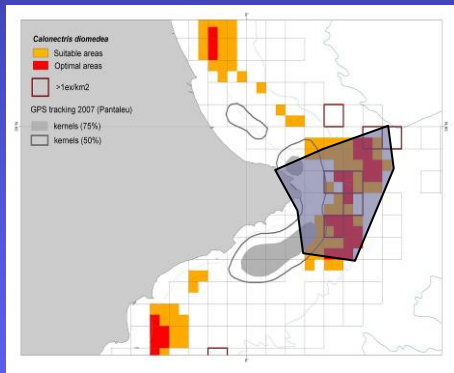 Calonectris diomedea
Suitable areas
Optimal areas
>1ex/km2
GPS tracking 2007 (Pantaleu)
kernels (75%)
kernels (50%)